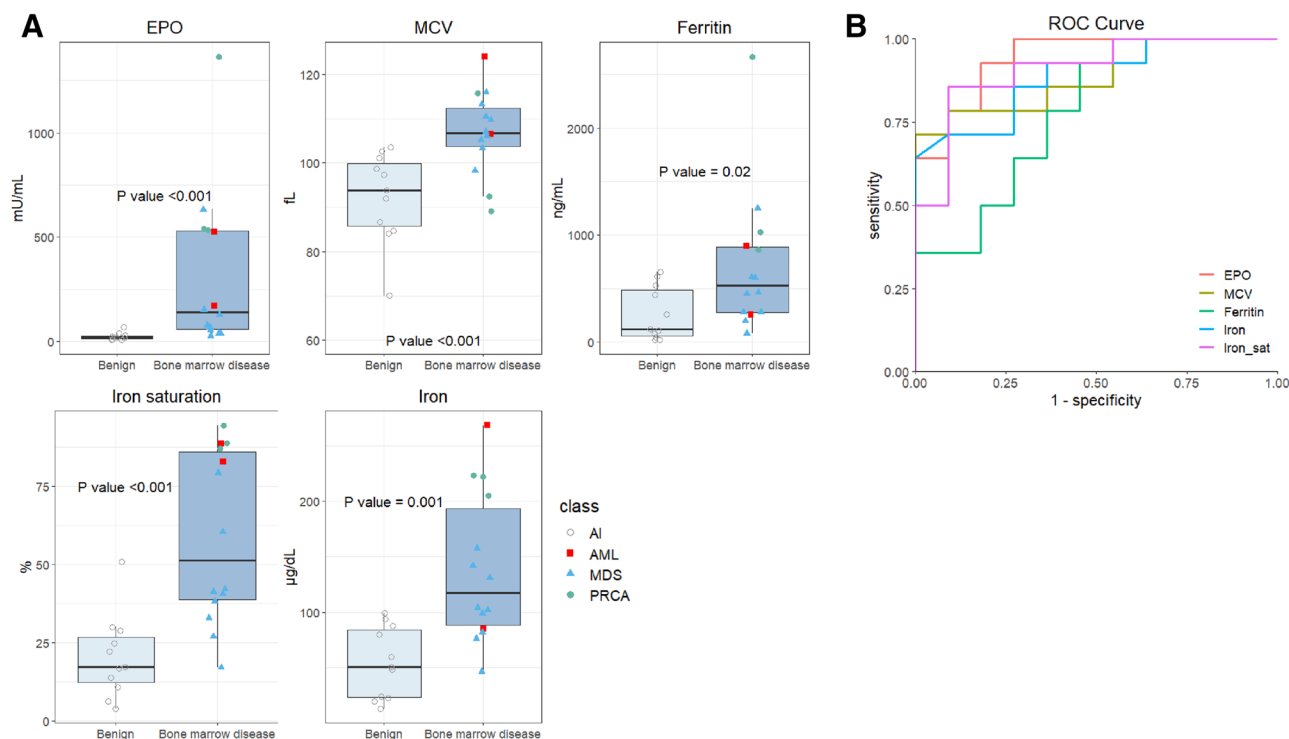 A
EPO
mU/mL
1000
500
0
P value <0.001
Benign
Bone marrow disease
MCV
fL
120
100
80
60
P value <0.001
Benign
Bone marrow disease
Ferritin
ng/mL
2000
1000
0
P value = 0.02
Benign
Bone marrow disease
Iron saturation
%
75
50
25
0
P value <0.001
Benign
Bone marrow disease
Iron
µg/dL
200
100
P value = 0.001
Benign
Bone marrow disease
class
AI
AML
MDS
PRCA
B
ROC Curve
sensitivity
1.00
0.75
0.50
0.25
0.00
EPO
MCV
Ferritin
Iron
Iron_sat
0.00
0.25
0.50
0.75
1.00
1 - specificity